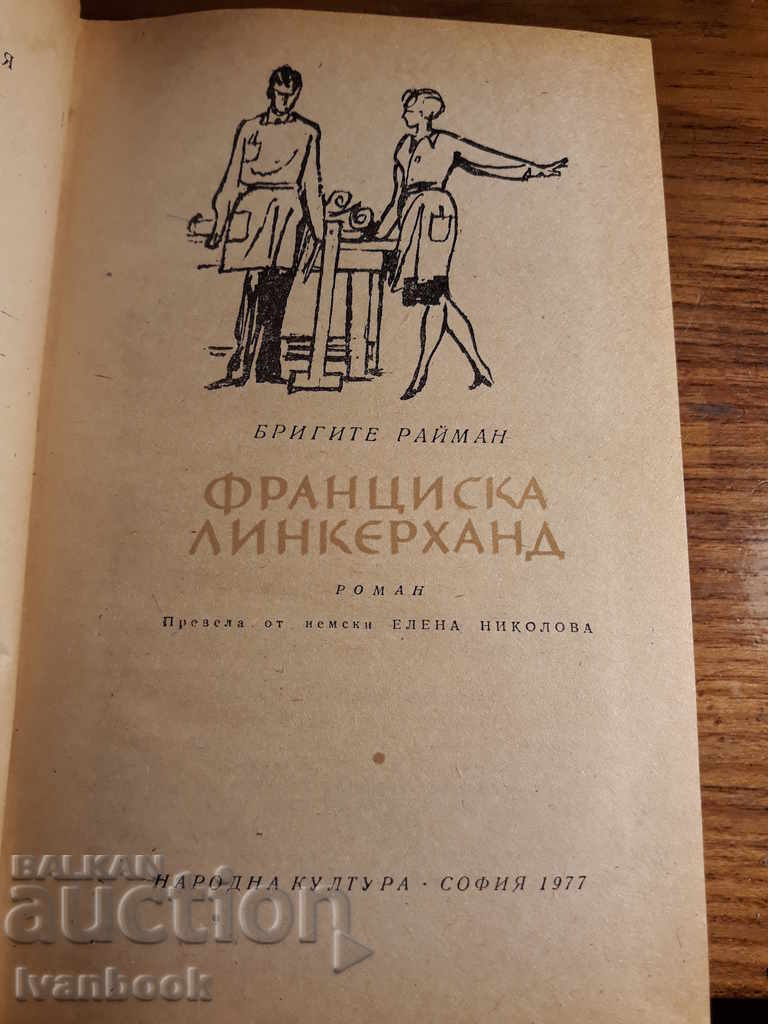 БРИГИТЕ РАЙМАН
ФРАНЦИСКА
ЛИНКЕРХАНД
РОМАН
Превела от немски ЕЛЕНА НИКОЛОВА
НАРОДНА КУЛТУРА · СОФИЯ 1977
BALKAN
auction
Ivanbook